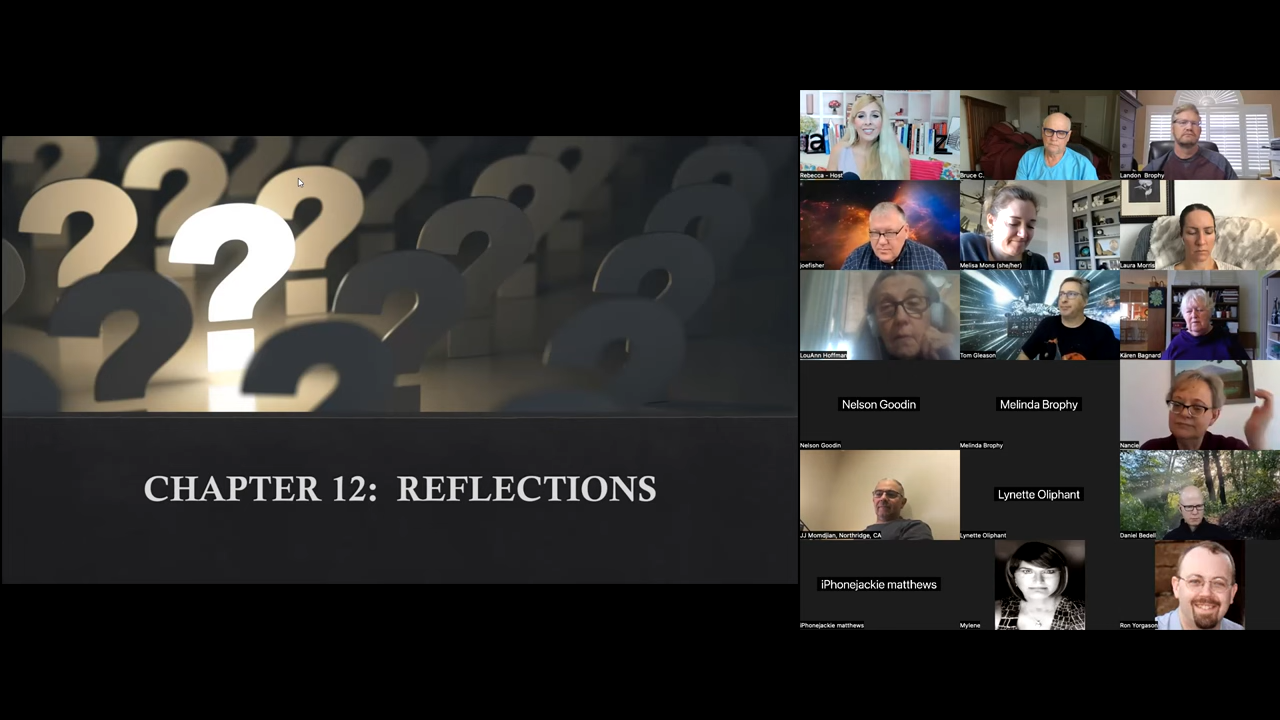 CHAPTER 12: REFLECTIONS
Rebecca - Host
Bruce C.
Landon Brophy
joefisher
Melisa Mons (she/her)
Laura Morris
LouAnn Hoffman
Tom Gleason
Kären Bagnard
Nelson Goodin
Nelson Goodin
Melinda Brophy
Melinda Brophy
Nancie
JJ Momdjian, Northridge, CA
Lynette Oliphant
Lynette Oliphant
Daniel Bedell
iPhonejackie matthews
iPhonejackie matthews
Mylene
Ron Yorgason